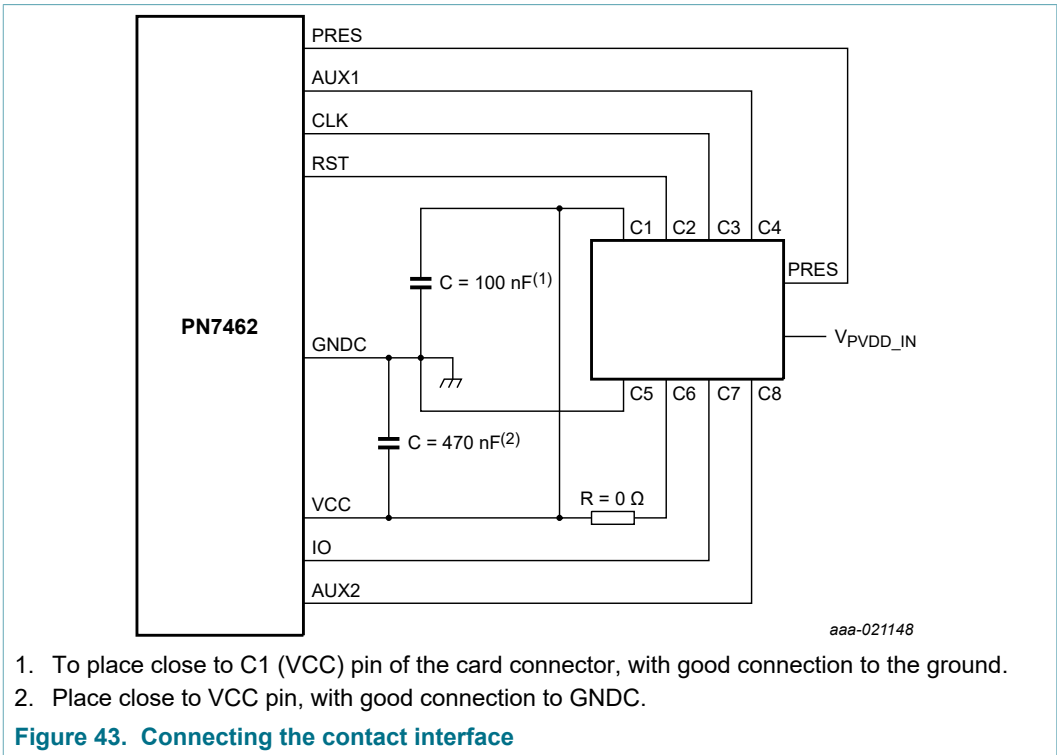 PRES
AUX1
CLK
RST
C1 C2 C3 C4
PRES
C = 100 nF(1)
PN7462
GNDC
VPVDD_IN
C5 C6 C7 C8
C = 470 nF(2)
VCC
R = 0 Ω
IO
AUX2
aaa-021148
1. To place close to C1 (VCC) pin of the card connector, with good connection to the ground.
2. Place close to VCC pin, with good connection to GNDC.
Figure 43. Connecting the contact interface